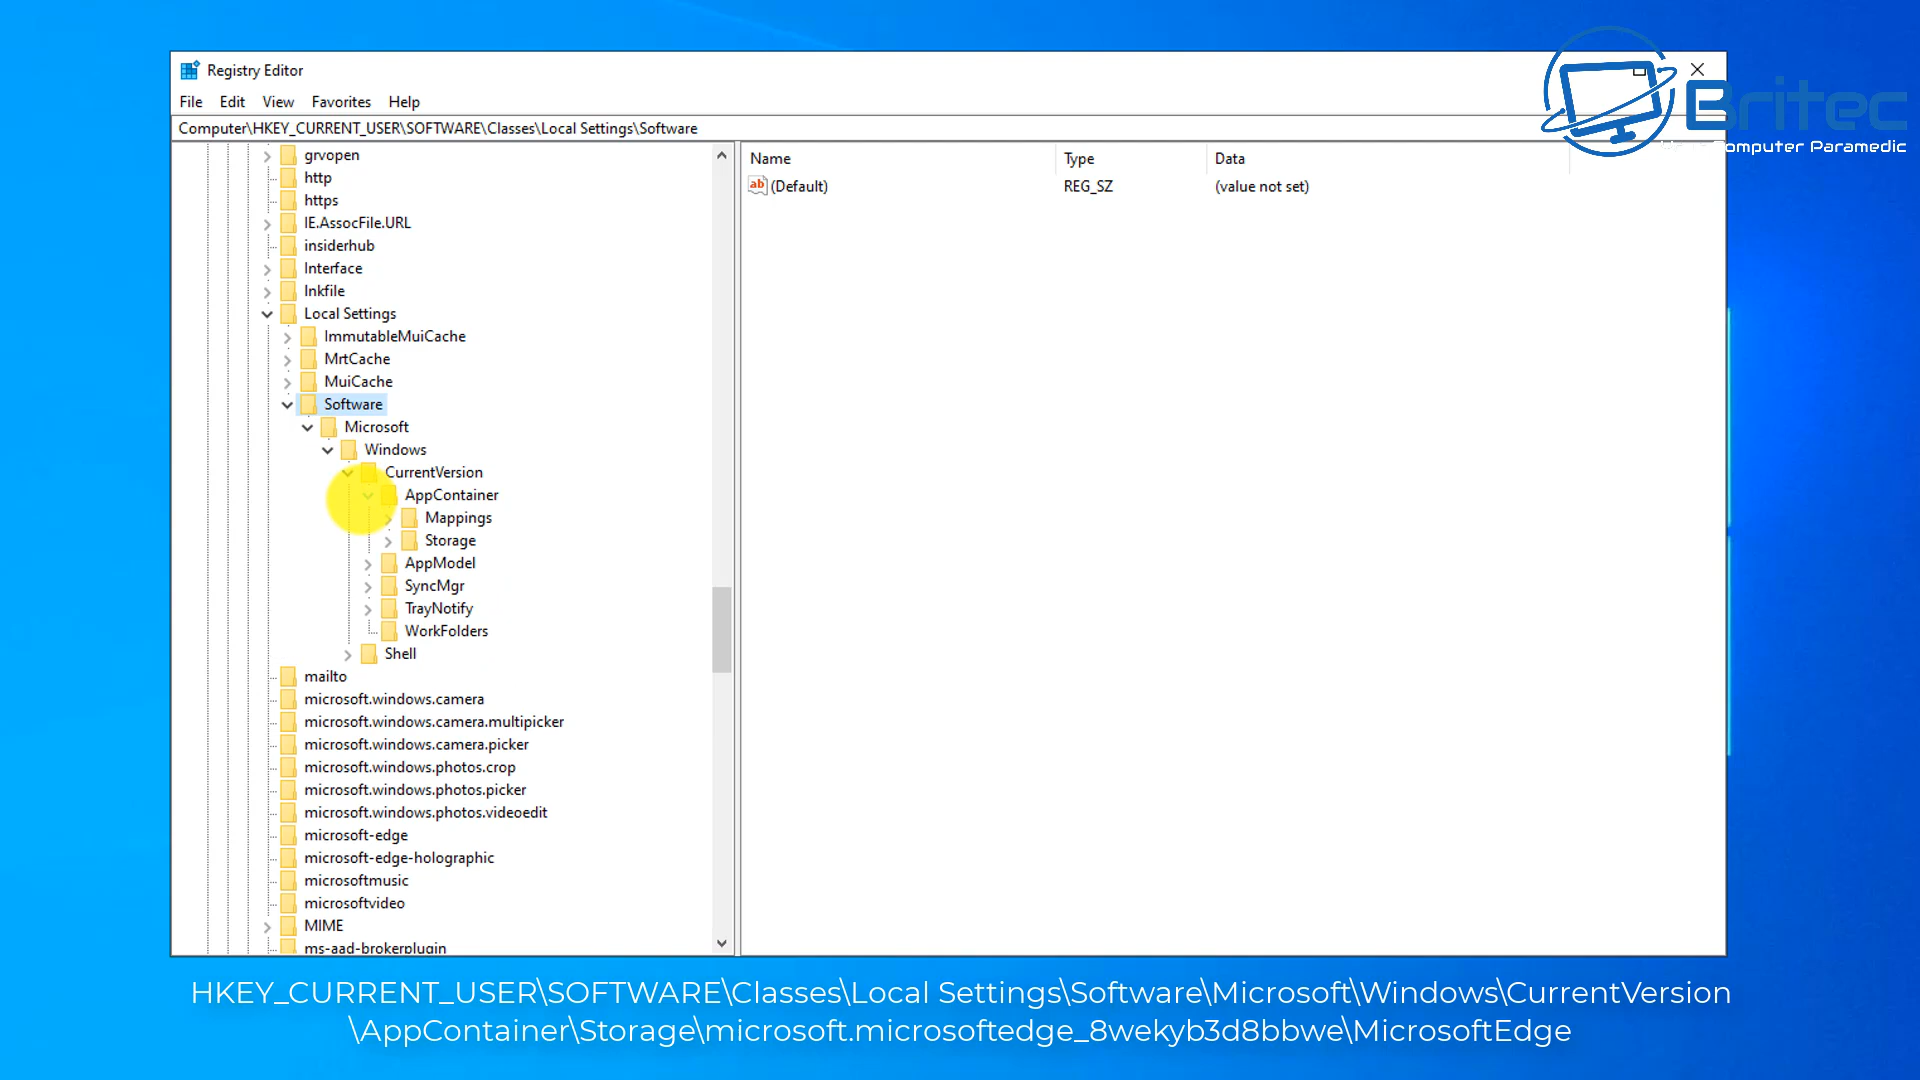 Registry Editor
File Edit View Favorites Help
Computer\HKEY_CURRENT_USER\SOFTWARE\Classes\Local Settings\Software
grvopen
http
https
IE.AssocFile.URL
insiderhub
Interface
lnkfile
Local Settings
ImmutableMuiCache
MrtCache
MuiCache
Software
Microsoft
Windows
CurrentVersion
AppContainer
Mappings
Storage
AppModel
SyncMgr
TrayNotify
WorkFolders
Shell
mailto
microsoft.windows.camera
microsoft.windows.camera.multipicker
microsoft.windows.camera.picker
microsoft.windows.photos.crop
microsoft.windows.photos.picker
microsoft.windows.photos.videoedit
microsoft-edge
microsoft-edge-holographic
microsoftmusic
microsoftvideo
MIME
ms-aad-brokerplugin
Name Type Data
ab (Default) REG_SZ (value not set)
Britec
Computer Paramedic
HKEY_CURRENT_USER\SOFTWARE\Classes\Local Settings\Software\Microsoft\Windows\CurrentVersion
\AppContainer\Storage\microsoft.microsoftedge_8wekyb3d8bbwe\MicrosoftEdge